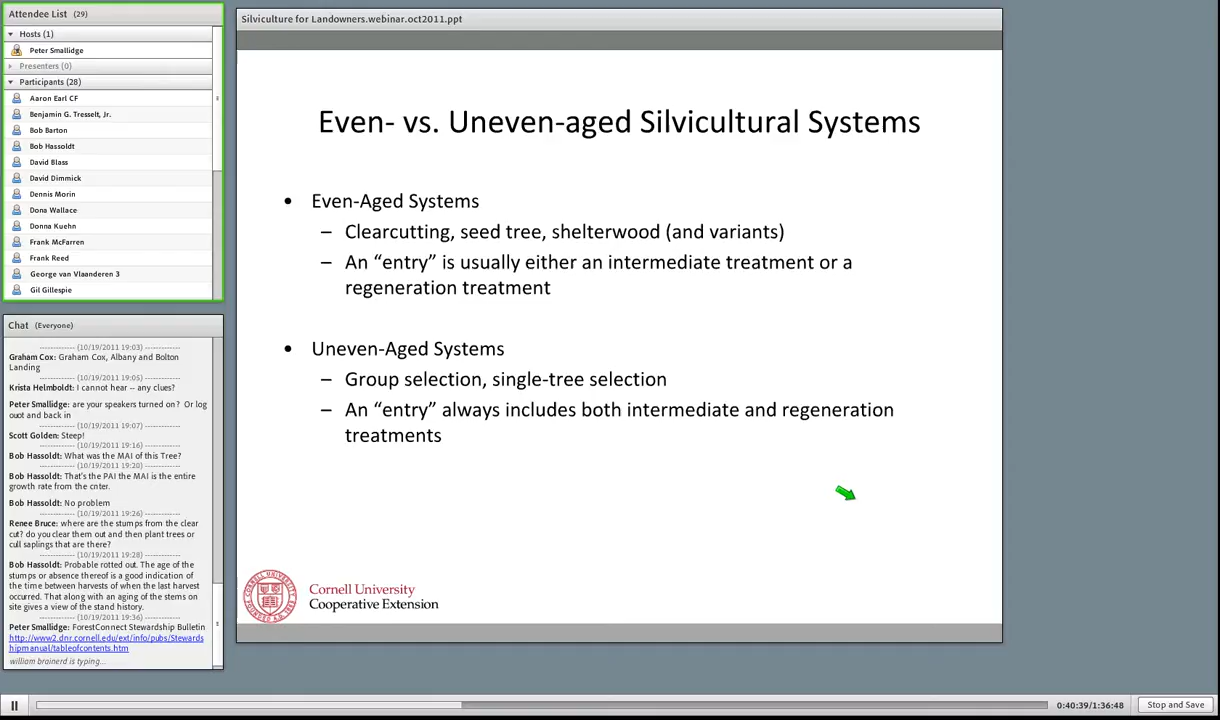 Attendee List (29)
Hosts (1)
Peter Smallidge
Presenters (0)
Participants (28)
Aaron Earl CF
Benjamin G. Tresselt, Jr.
Bob Barton
Bob Hassoldt
David Blass
David Dimmick
Dennis Morin
Dona Wallace
Donna Kuehn
Frank McFarren
Frank Reed
George van Vlaanderen 3
Gil Gillespie
Chat (Everyone)
------------- (10/19/2011 19:03) -------------
Graham Cox: Graham Cox, Albany and Bolton
Landing
------------- (10/19/2011 19:05) -------------
Krista Helmboldt: I cannot hear -- any clues?
Peter Smallidge: are your speakers turned on? Or log
ouot and back in
------------- (10/19/2011 19:07) -------------
Scott Golden: Steep!
------------- (10/19/2011 19:16) -------------
Bob Hassoldt: What was the MAI of this Tree?
------------- (10/19/2011 19:20) -------------
Bob Hassoldt: That's the PAI the MAI is the entire
growth rate from the cnter.
Bob Hassoldt: No problem
------------- (10/19/2011 19:26) -------------
Renee Bruce: where are the stumps from the clear
cut? do you clear them out and then plant trees or
cull saplings that are there?
------------- (10/19/2011 19:28) -------------
Bob Hassoldt: Probable rotted out. The age of the
stumps or absence thereof is a good indication of
the time between harvests of when the last harvest
occurred. That along with an aging of the stems on
site gives a view of the stand history.
------------- (10/19/2011 19:36) -------------
Peter Smallidge: ForestConnect Stewardship Bulletin
http://www2.dnr.cornell.edu/ext/info/pubs/Stewards
hipmanual/tableofcontents.htm
william brainerd is typing...
Silviculture for Landowners.webinar.oct2011.ppt
Even- vs. Uneven-aged Silvicultural Systems
• Even-Aged Systems
– Clearcutting, seed tree, shelterwood (and variants)
– An “entry” is usually either an intermediate treatment or a
regeneration treatment
• Uneven-Aged Systems
– Group selection, single-tree selection
– An “entry” always includes both intermediate and regeneration
treatments
Cornell University
Cooperative Extension
0:40:39/1:36:48
Stop and Save